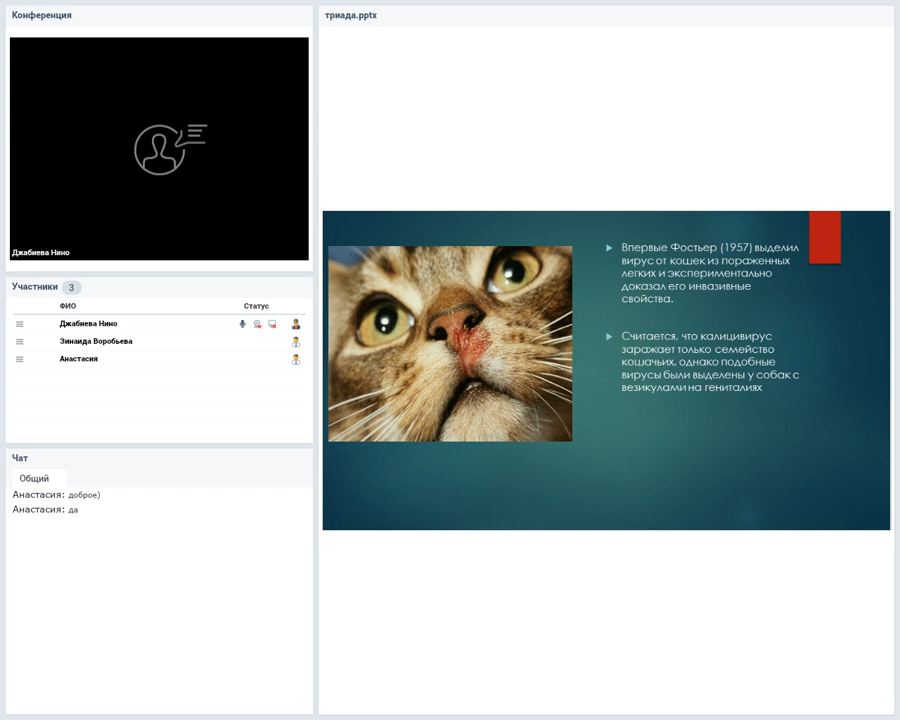 Конференция
Джабиева Нино
Участники 3
ФИО Статус
Джабиева Нино
Зинаида Воробьева
Анастасия
Чат
Общий
Анастасия: доброе)
Анастасия: да
триада.pptx
Впервые Фостьер (1957) выделил
вирус от кошек из пораженных
легких и экспериментально
доказал его инвазивные
свойства.
Считается, что калицивирус
заражает только семейство
кошачьих, однако подобные
вирусы были выделены у собак с
везикулами на гениталиях